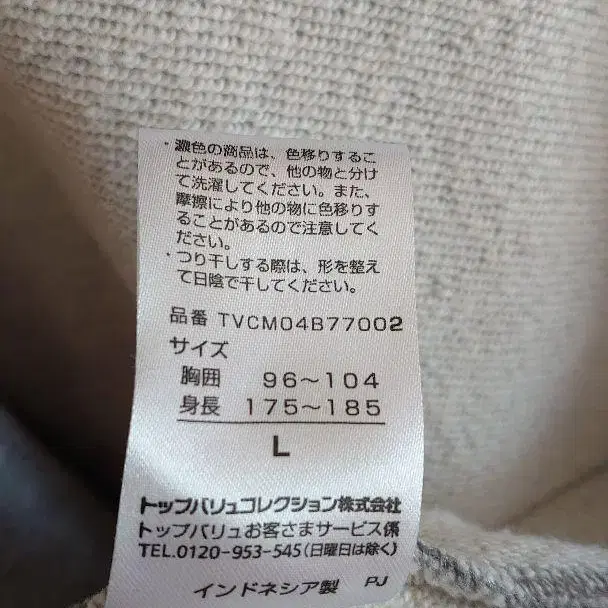 ・濃色の商品は、色移りするこ
とがあるので、他の物と分け
て洗濯してください。また、
摩擦により他の物に色移りす
ることがあるので注意してく
ださい。
・つり干しする際は、形を整え
て日陰で干してください。
品番 TVCM04B77002
サイズ
胸囲 96～104
身長 175～185
L
トップバリュコレクション株式会社
トップバリュお客さまサービス係
TEL.0120-953-545(日曜日は除く)
インドネシア製 PJ